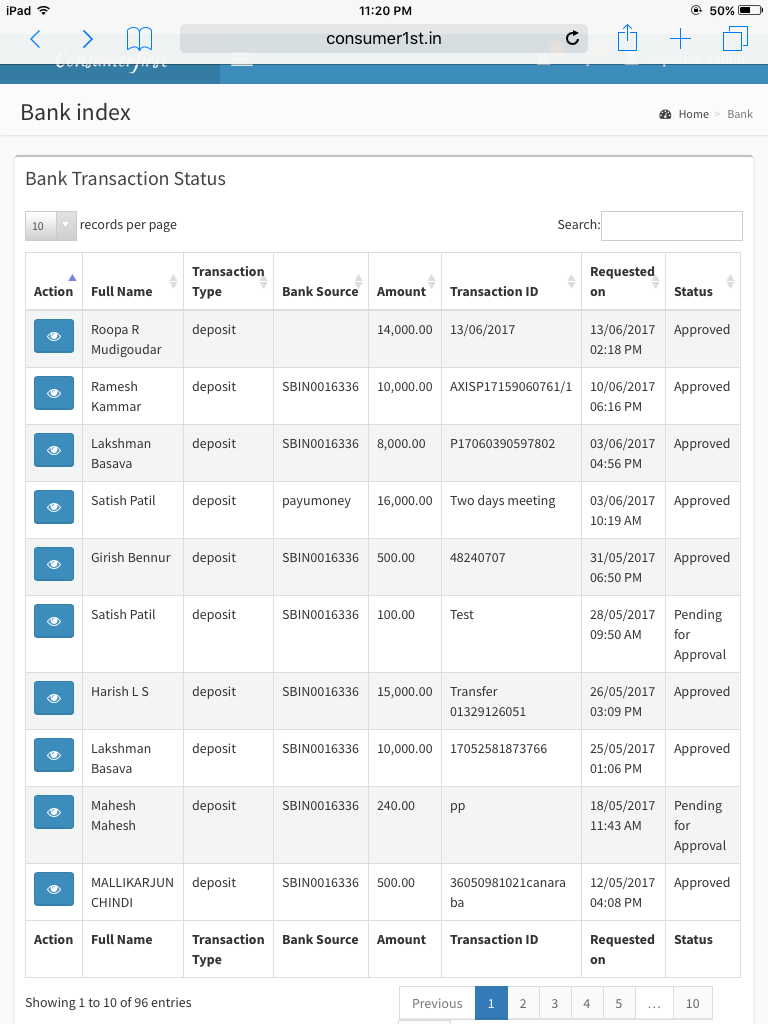 iPad 11:20 PM 50%
consumer1st.in
Bank index
Home > Bank
Bank Transaction Status
10 records per page Search:
Action Full Name Transaction Type Bank Source Amount Transaction ID Requested on Status
Roopa R Mudigoudar deposit 14,000.00 13/06/2017 13/06/2017 02:18 PM Approved
Ramesh Kammar deposit SBIN0016336 10,000.00 AXISP17159060761/1 10/06/2017 06:16 PM Approved
Lakshman Basava deposit SBIN0016336 8,000.00 P17060390597802 03/06/2017 04:56 PM Approved
Satish Patil deposit payumoney 16,000.00 Two days meeting 03/06/2017 10:19 AM Approved
Girish Bennur deposit SBIN0016336 500.00 48240707 31/05/2017 06:50 PM Approved
Satish Patil deposit SBIN0016336 100.00 Test 28/05/2017 09:50 AM Pending for Approval
Harish L S deposit SBIN0016336 15,000.00 Transfer 01329126051 26/05/2017 03:09 PM Approved
Lakshman Basava deposit SBIN0016336 10,000.00 17052581873766 25/05/2017 01:06 PM Approved
Mahesh Mahesh deposit SBIN0016336 240.00 pp 18/05/2017 11:43 AM Pending for Approval
MALLIKARJUN CHINDI deposit SBIN0016336 500.00 36050981021canara ba 12/05/2017 04:08 PM Approved
Action Full Name Transaction Type Bank Source Amount Transaction ID Requested on Status
Showing 1 to 10 of 96 entries Previous 1 2 3 4 5 ... 10